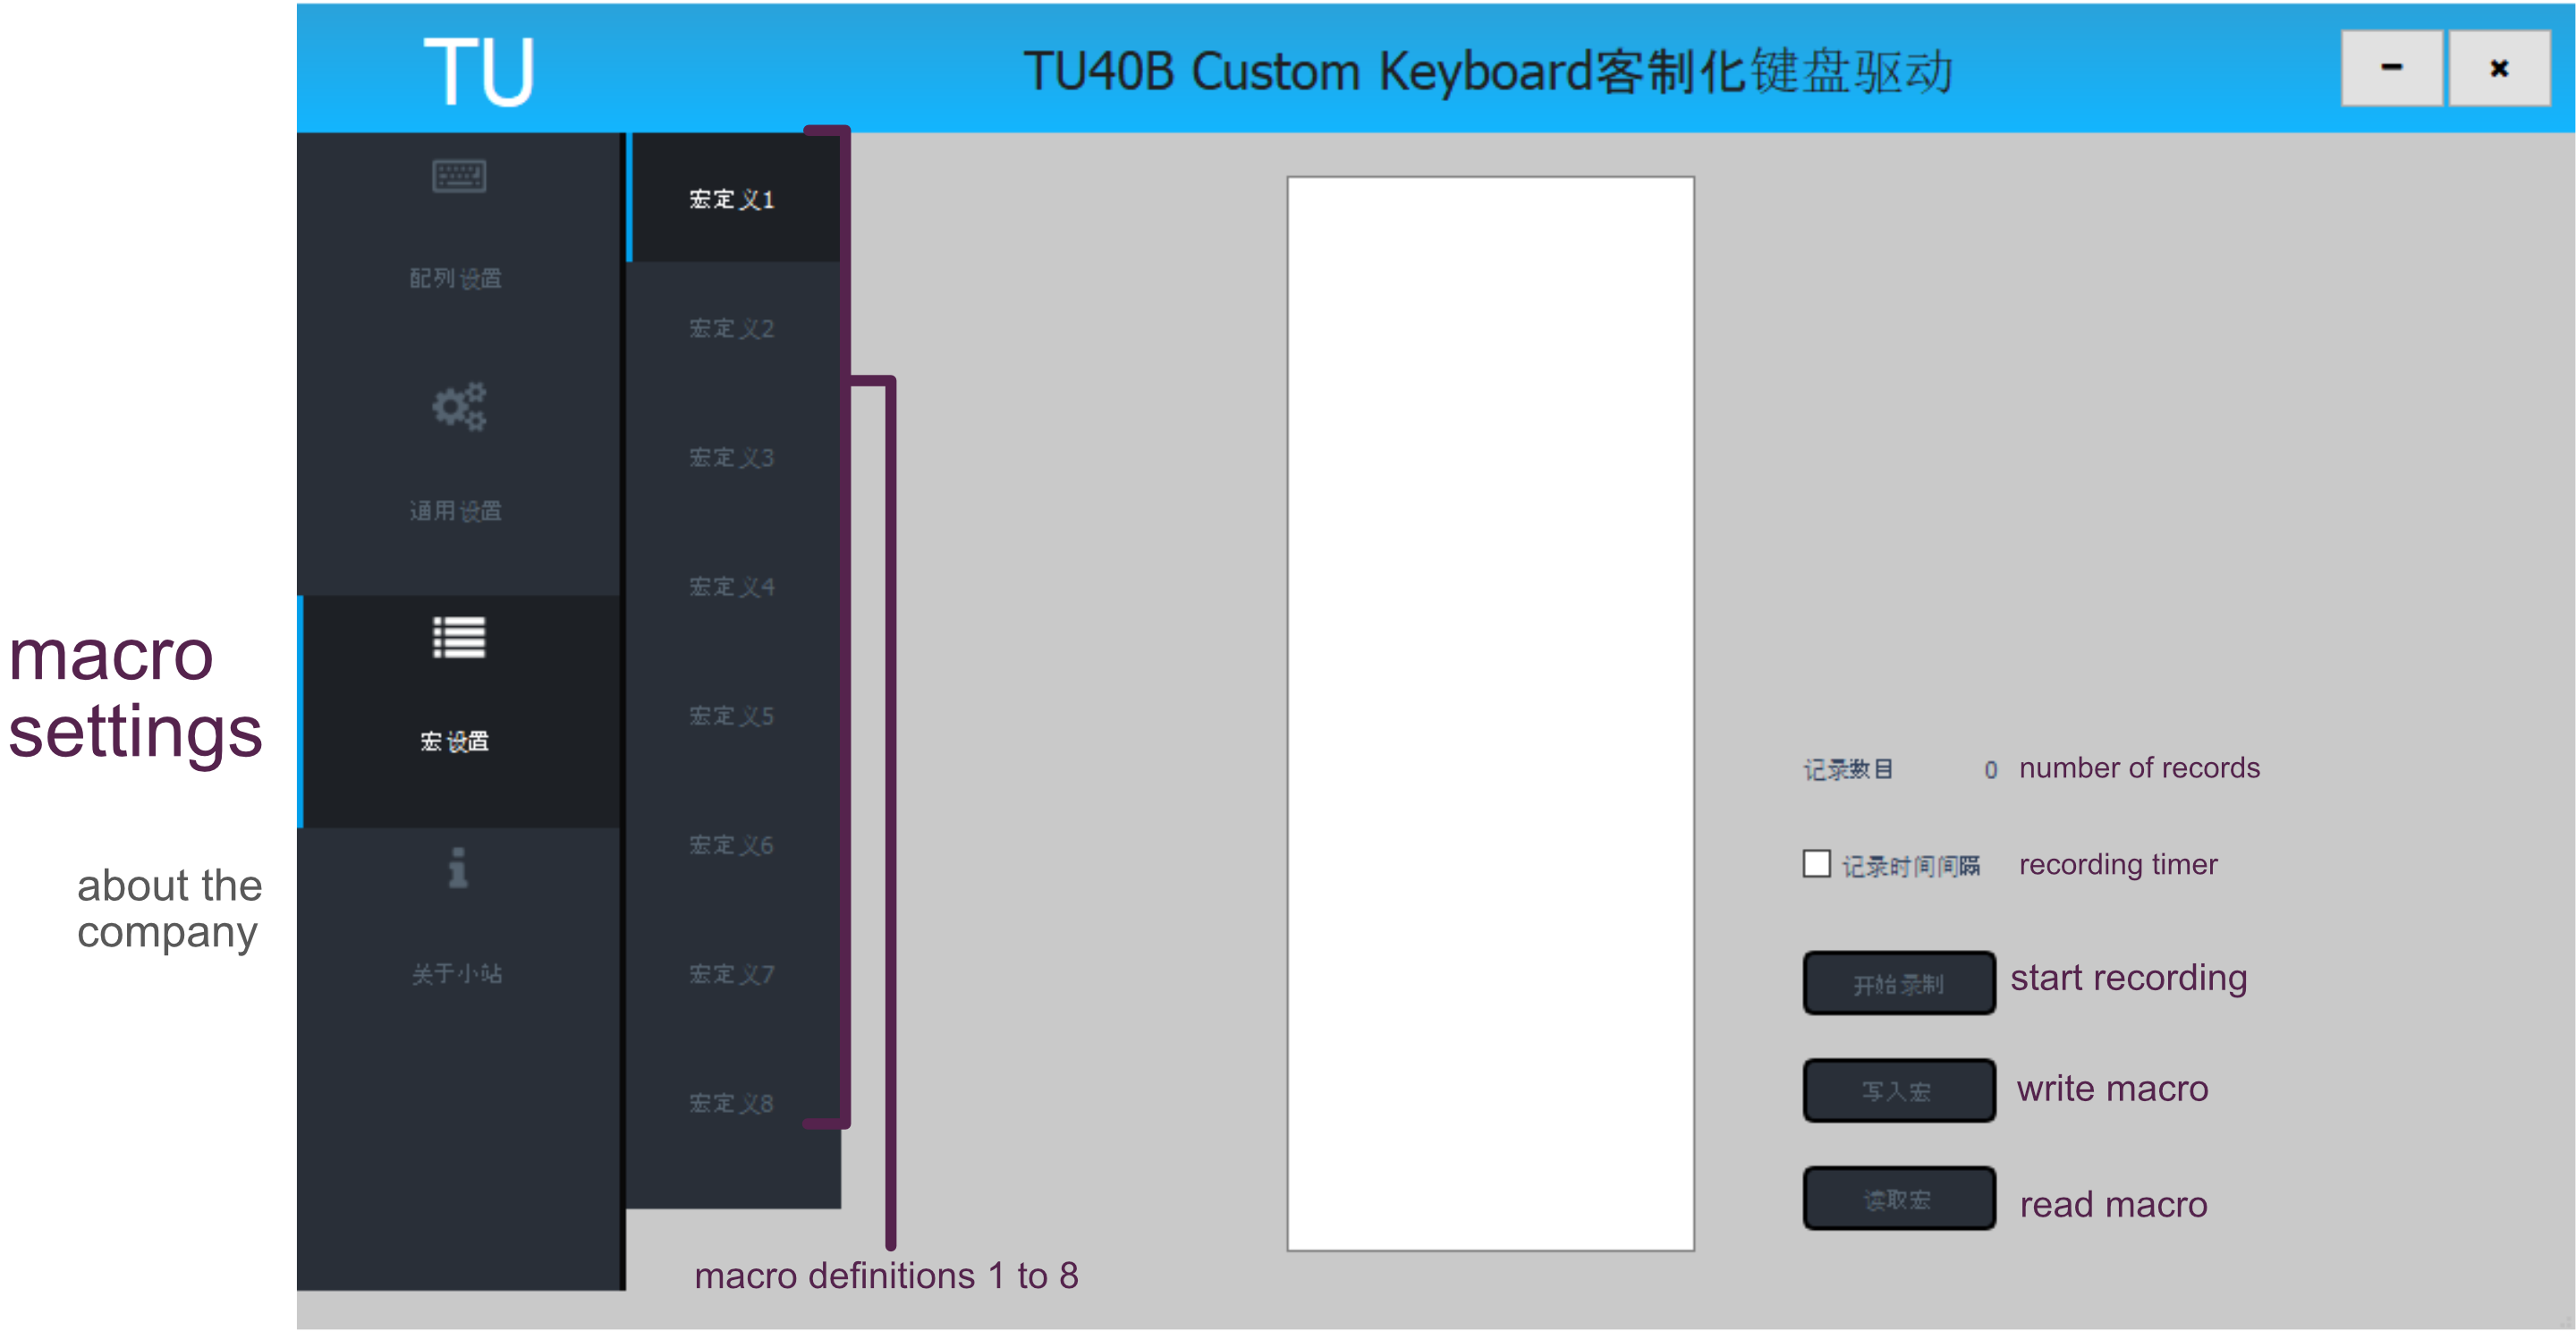 TU
TU40B Custom Keyboard客制化键盘驱动
配列设置
通用设置
macro
settings
宏设置
about the
company
关于小站
宏定义1
宏定义2
宏定义3
宏定义4
宏定义5
宏定义6
宏定义7
宏定义8
macro definitions 1 to 8
记录数目 0 number of records
记录时间间隔 recording timer
开始录制 start recording
写入宏 write macro
读取宏 read macro